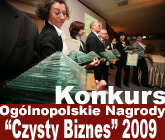 Konkurs
Ogólnopolskie Nagrody
"Czysty Biznes" 2009